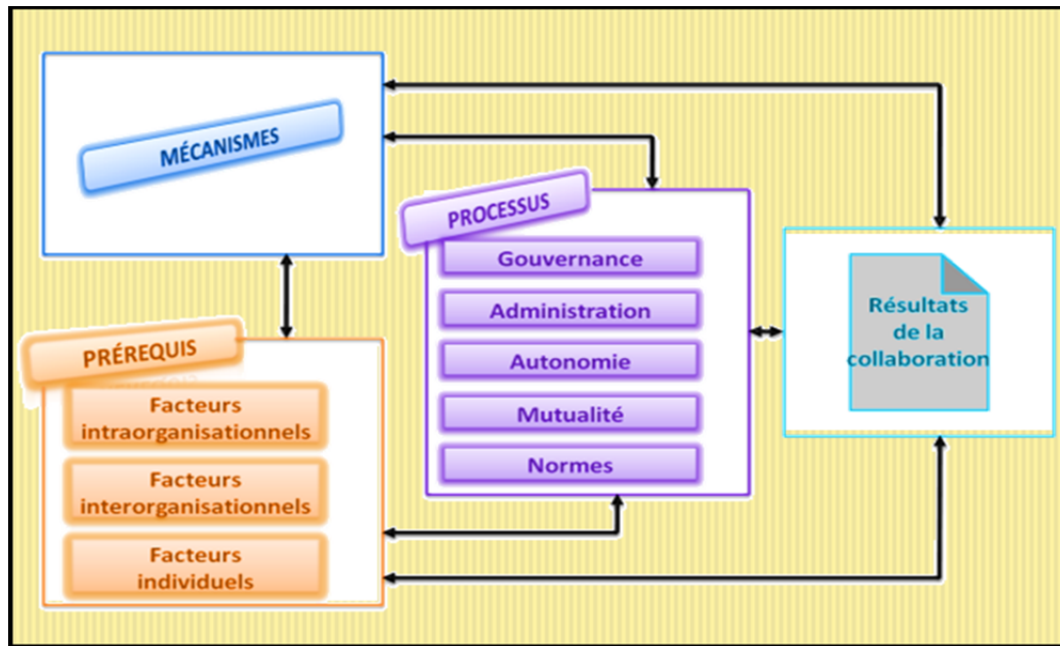 MÉCANISMES
PRÉREQUIS
Facteurs
intraorganisationnels
Facteurs
interorganisationnels
Facteurs
individuels
PROCESSUS
Gouvernance
Administration
Autonomie
Mutualité
Normes
Résultats
de la
collaboration